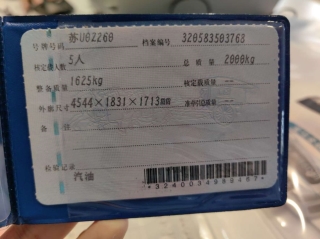 号牌号码 苏U02260 档案编号 320583503768
核定载人数 5人 总质量 2000kg
整备质量 1625kg 核定载质量 --
外廓尺寸 4544×1831×1713mm 准牵引总质量 --
备注
检验记录
汽油